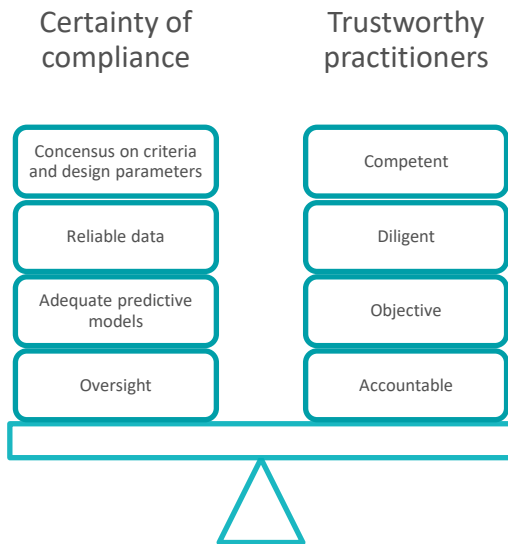 Certainty of
compliance
Trustworthy
practitioners
Concensus on criteria
and design parameters
Reliable data
Adequate predictive
models
Oversight
Competent
Diligent
Objective
Accountable